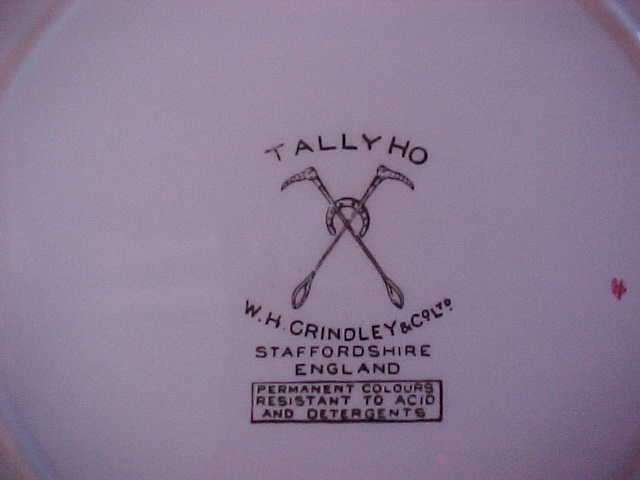 TALLY HO
W.H. GRINDLEY & CO LTD
STAFFORDSHIRE
ENGLAND
PERMANENT COLOURS
RESISTANT TO ACID
AND DETERGENTS